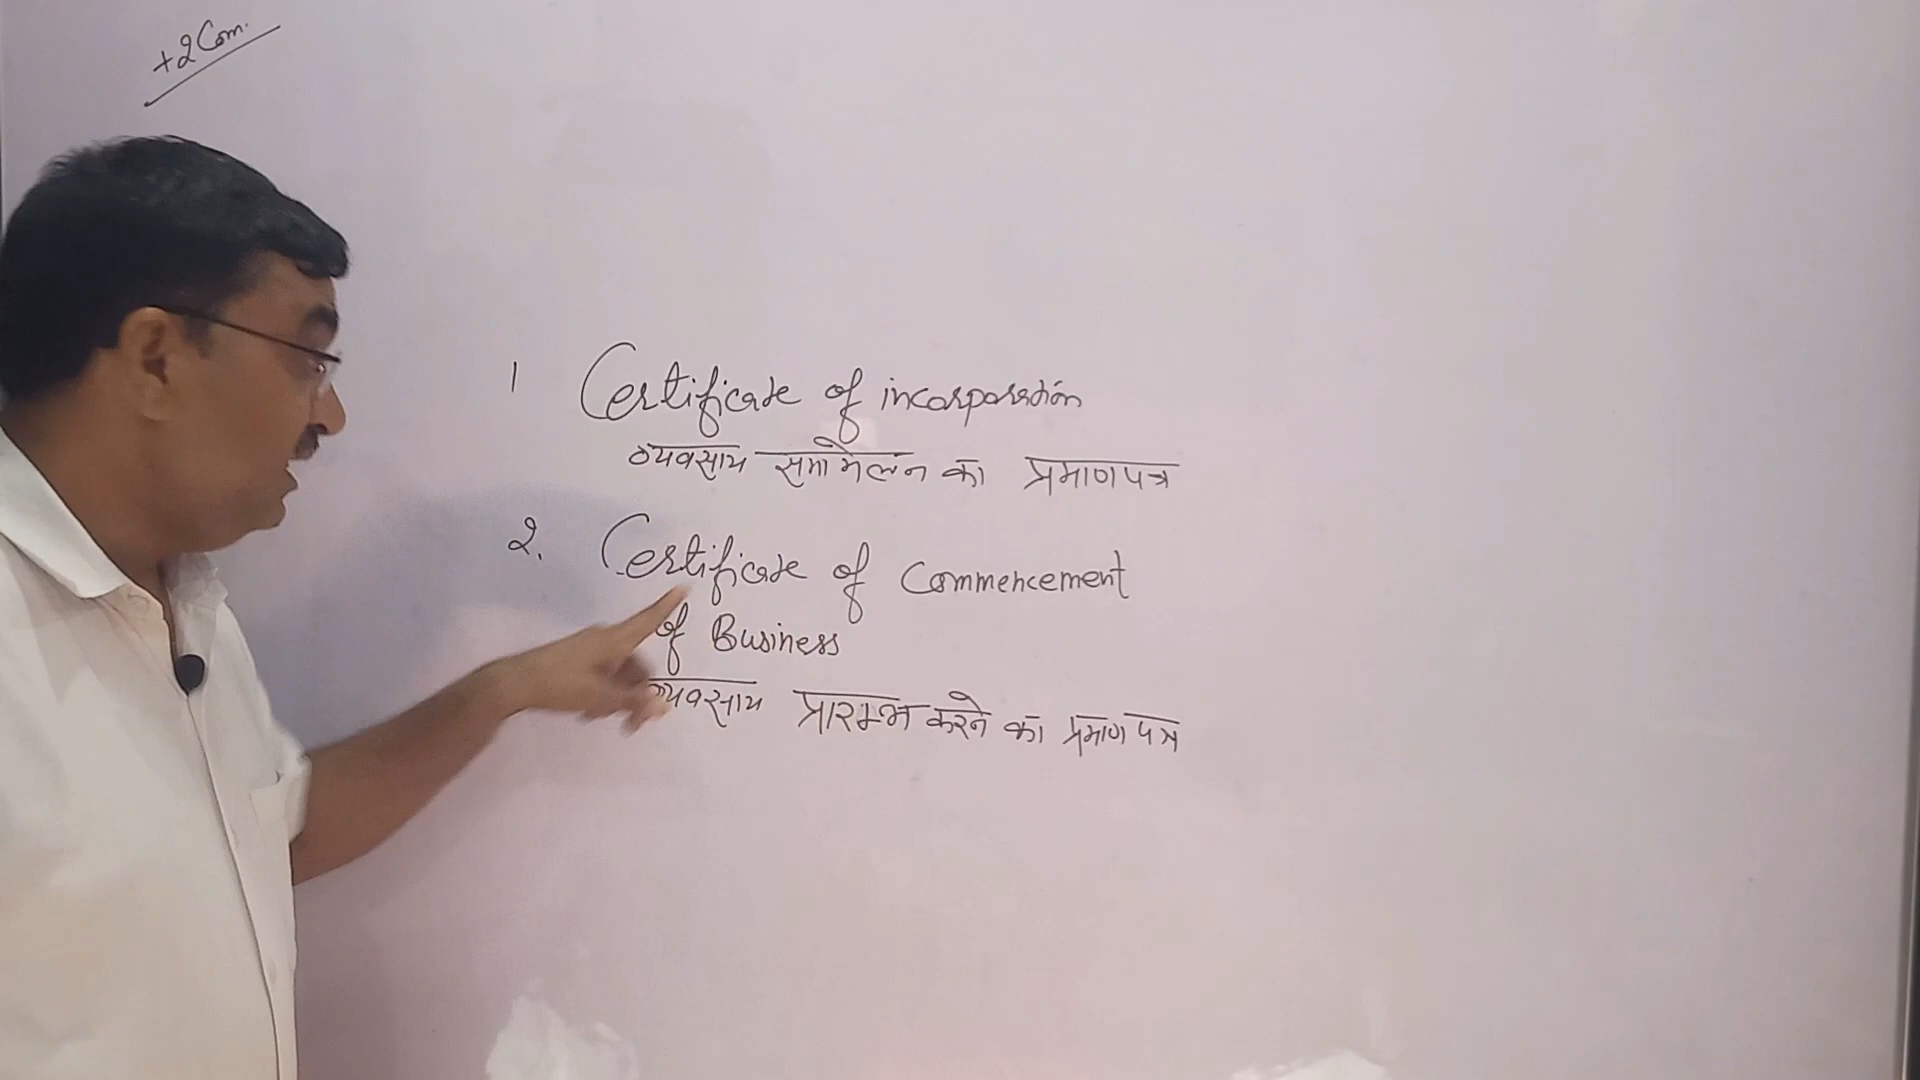 +2 Com.
1 Certificate of incorporation
व्यवसाय समामेलन का प्रमाणपत्र
2. Certificate of Commencement
of Business
व्यवसाय प्रारम्भ करने का प्रमाण पत्र